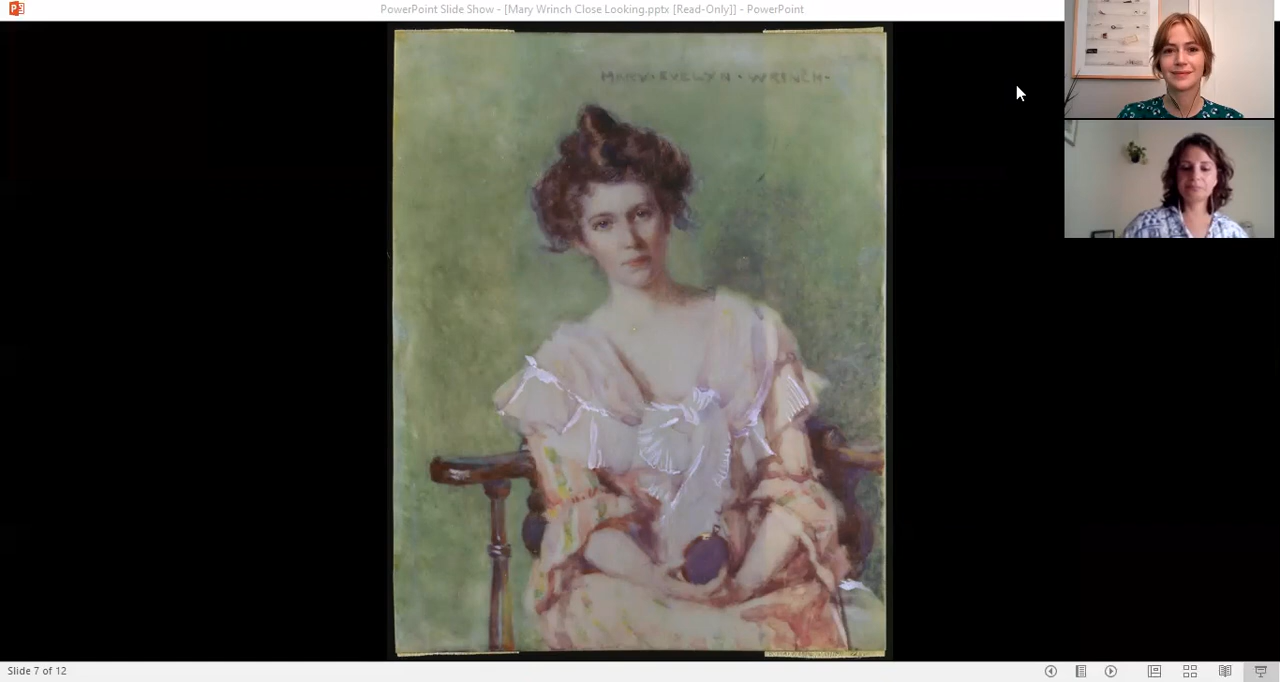 PowerPoint Slide Show - [Mary Wrinch Close Looking.pptx [Read-Only]] - PowerPoint
MARY · EVELYN · WRINCH ·
Slide 7 of 12